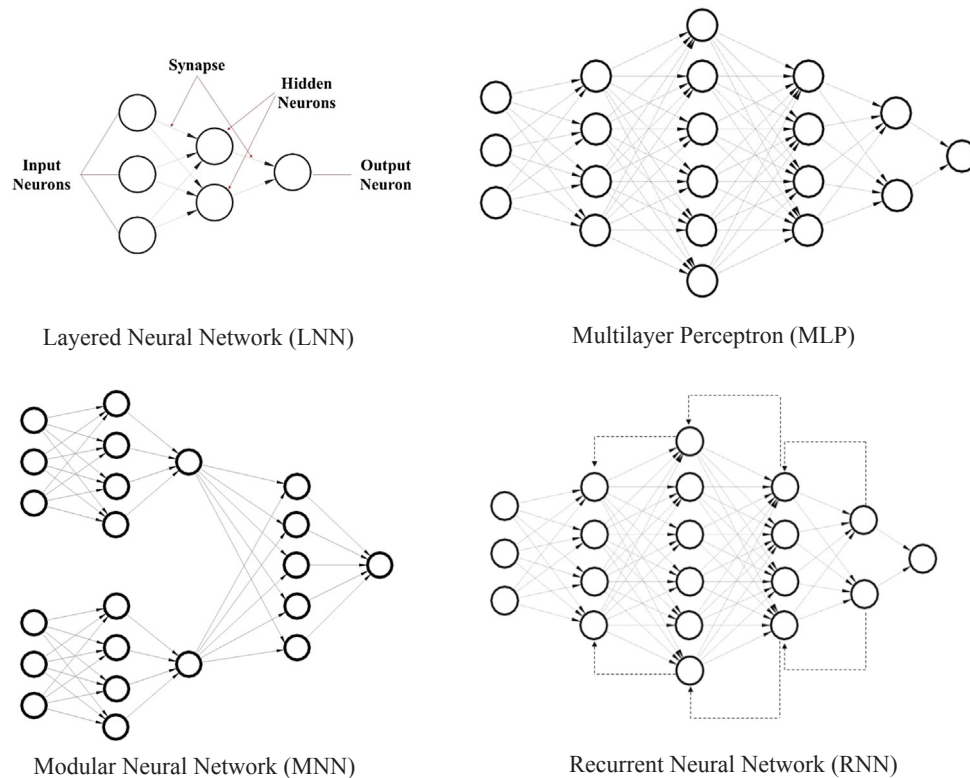 Synapse
Hidden
Neurons
Input
Neurons
Output
Neuron
Layered Neural Network (LNN)
Multilayer Perceptron (MLP)
Modular Neural Network (MNN)
Recurrent Neural Network (RNN)